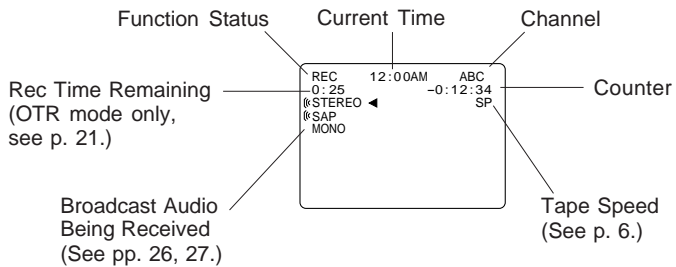 Function Status
Current Time
Channel
REC 12:00AM ABC
0:25 -0:12:34
STEREO ◄ SP
SAP
MONO
Rec Time Remaining
(OTR mode only,
see p. 21.)
Counter
Broadcast Audio
Being Received
(See pp. 26, 27.)
Tape Speed
(See p. 6.)